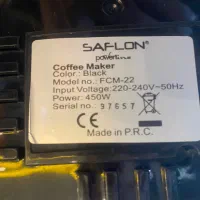 SAFLON®
powerline
Coffee Maker
Color.: Black
Model no.: FCM-22
Input Voltage:220-240V~50Hz
Power: 450W
Serial no.: 37657
CE
Made in P.R.C.